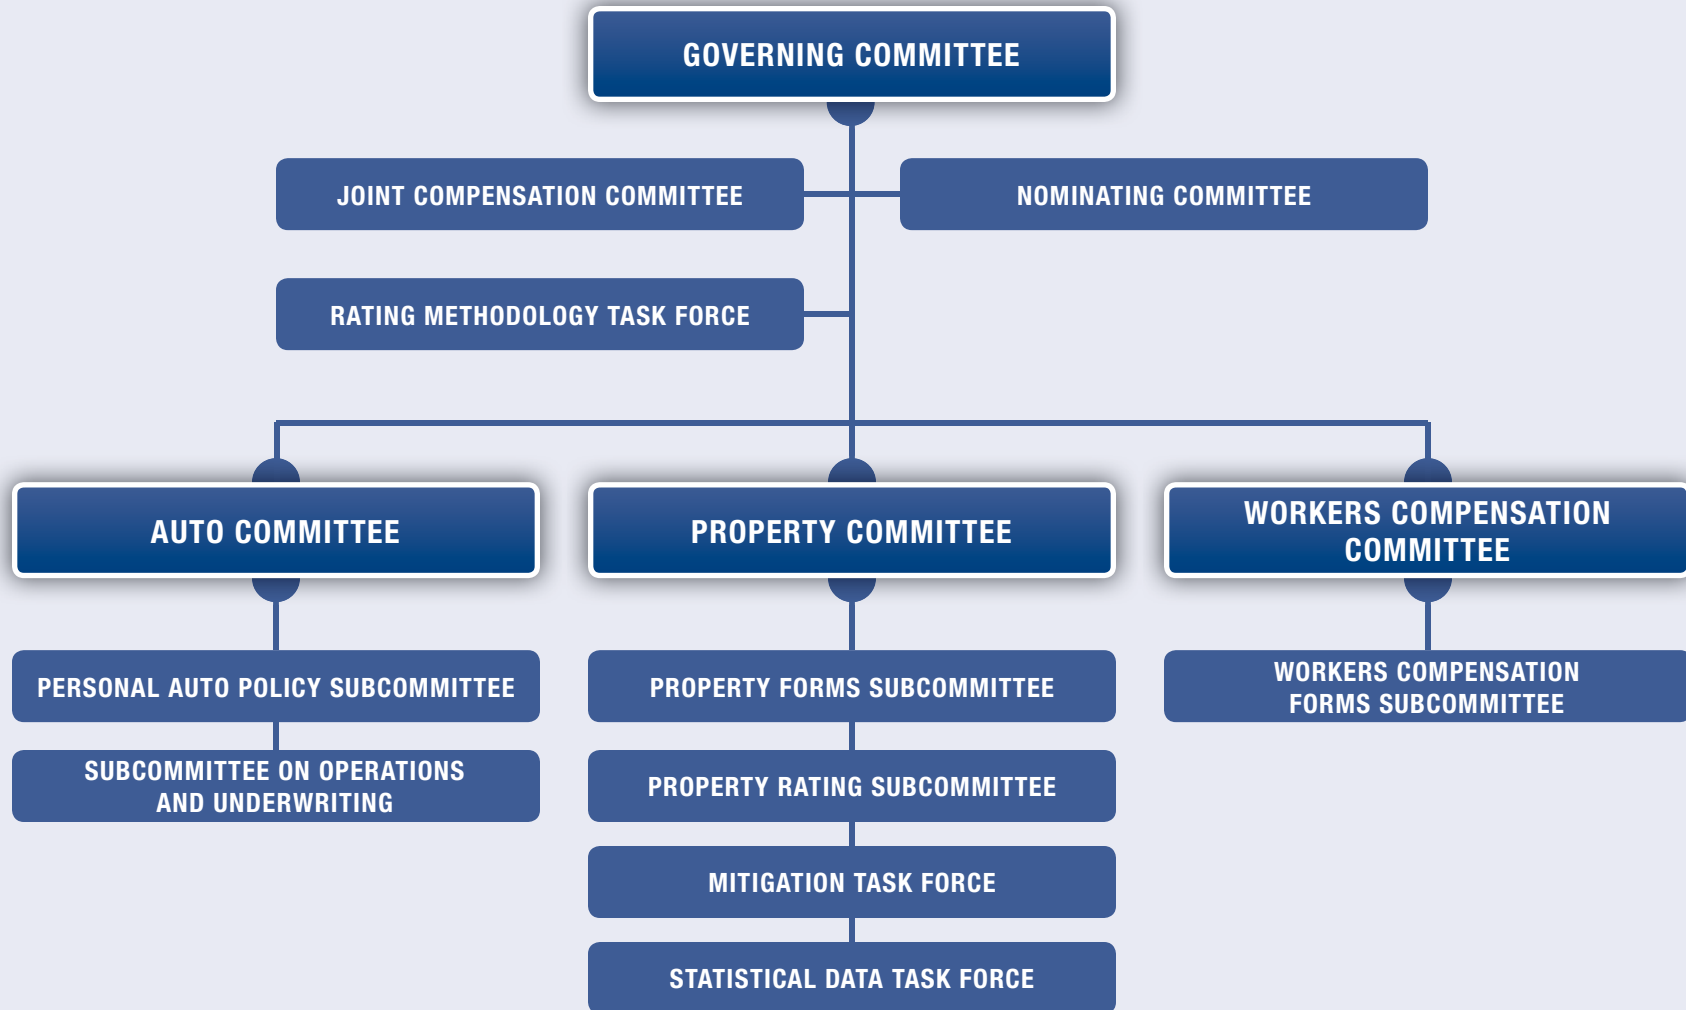 GOVERNING COMMITTEE
JOINT COMPENSATION COMMITTEE
NOMINATING COMMITTEE
RATING METHODOLOGY TASK FORCE
AUTO COMMITTEE
PROPERTY COMMITTEE
WORKERS COMPENSATION
COMMITTEE
PERSONAL AUTO POLICY SUBCOMMITTEE
PROPERTY FORMS SUBCOMMITTEE
WORKERS COMPENSATION
FORMS SUBCOMMITTEE
SUBCOMMITTEE ON OPERATIONS
AND UNDERWRITING
PROPERTY RATING SUBCOMMITTEE
MITIGATION TASK FORCE
STATISTICAL DATA TASK FORCE